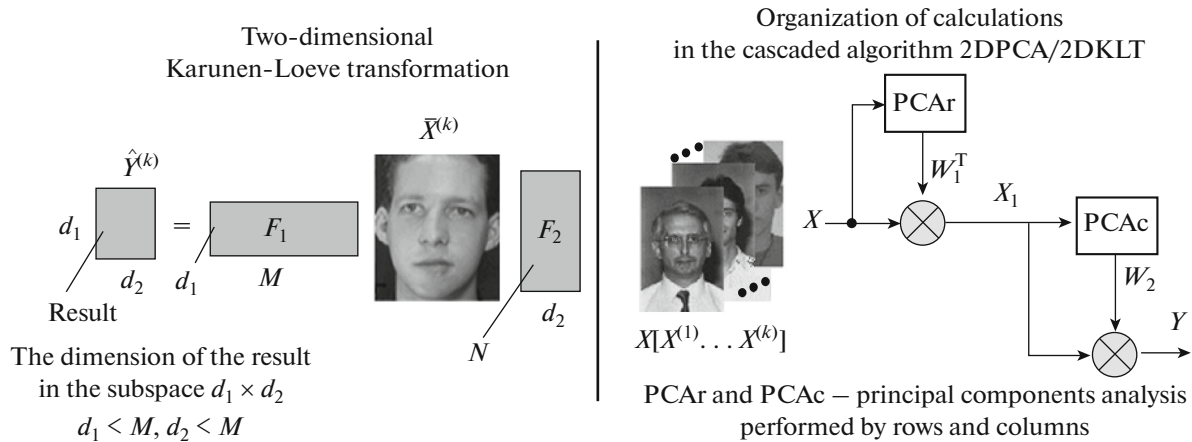 Two-dimensional
Karunen-Loeve transformation
X̄^(k)
Ŷ^(k)
d₁ = d₁ F₁ F₂
d₂ M d₂
Result
N
The dimension of the result
in the subspace d₁ × d₂
d₁ < M, d₂ < M
Organization of calculations
in the cascaded algorithm 2DPCA/2DKLT
PCAr
W₁ᵀ
X₁
X
PCAc
W₂
Y
X[X^(1). . . X^(k)]
PCAr and PCAc – principal components analysis
performed by rows and columns